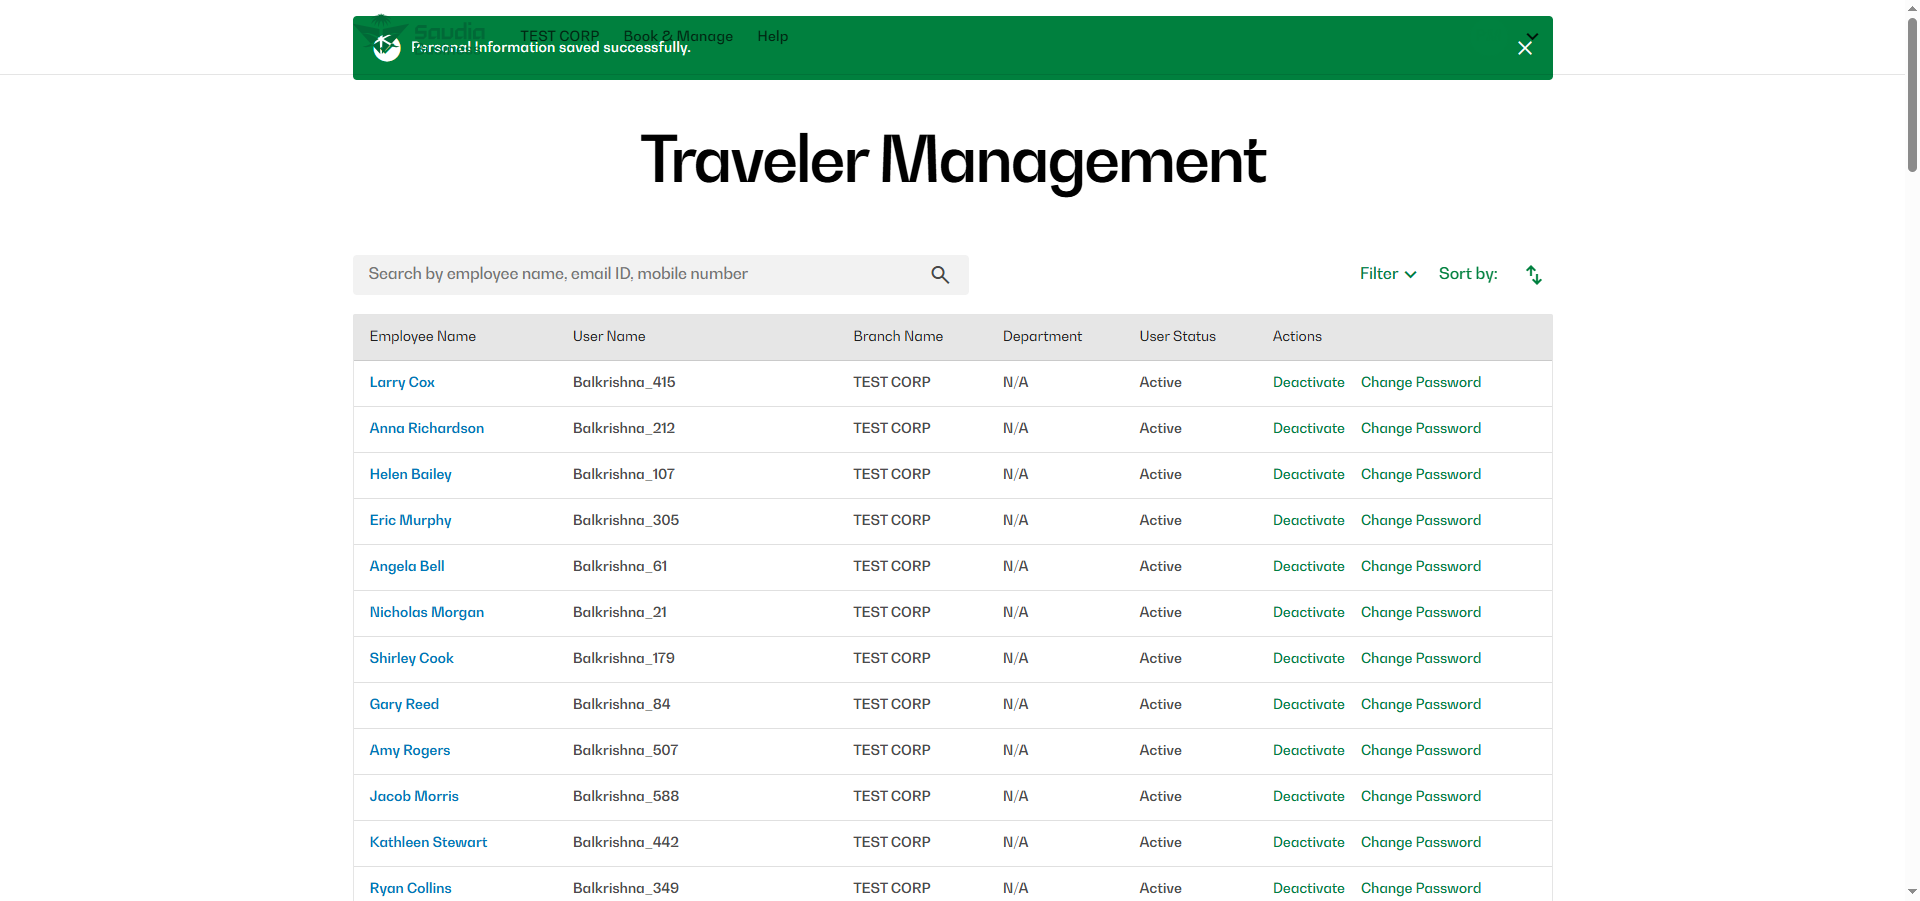 Saudia
TEST CORP Book & Manage Help
Personal Information saved successfully.
Traveler Management
Search by employee name, email ID, mobile number
Filter Sort by:
Employee Name User Name Branch Name Department User Status Actions
Larry Cox Balkrishna_415 TEST CORP N/A Active Deactivate Change Password
Anna Richardson Balkrishna_212 TEST CORP N/A Active Deactivate Change Password
Helen Bailey Balkrishna_107 TEST CORP N/A Active Deactivate Change Password
Eric Murphy Balkrishna_305 TEST CORP N/A Active Deactivate Change Password
Angela Bell Balkrishna_61 TEST CORP N/A Active Deactivate Change Password
Nicholas Morgan Balkrishna_21 TEST CORP N/A Active Deactivate Change Password
Shirley Cook Balkrishna_179 TEST CORP N/A Active Deactivate Change Password
Gary Reed Balkrishna_84 TEST CORP N/A Active Deactivate Change Password
Amy Rogers Balkrishna_507 TEST CORP N/A Active Deactivate Change Password
Jacob Morris Balkrishna_588 TEST CORP N/A Active Deactivate Change Password
Kathleen Stewart Balkrishna_442 TEST CORP N/A Active Deactivate Change Password
Ryan Collins Balkrishna_349 TEST CORP N/A Active Deactivate Change Password